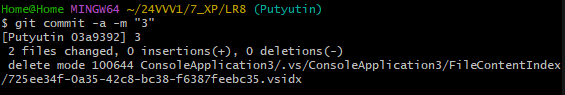 Home@Home MINGW64 ~/24VVV1/7_XP/LR8 (Putyutin)
$ git commit -a -m "3"
[Putyutin 03a9392] 3
 2 files changed, 0 insertions(+), 0 deletions(-)
 delete mode 100644 ConsoleApplication3/.vs/ConsoleApplication3/FileContentIndex
/725ee34f-0a35-42c8-bc38-f6387feebc35.vsidx